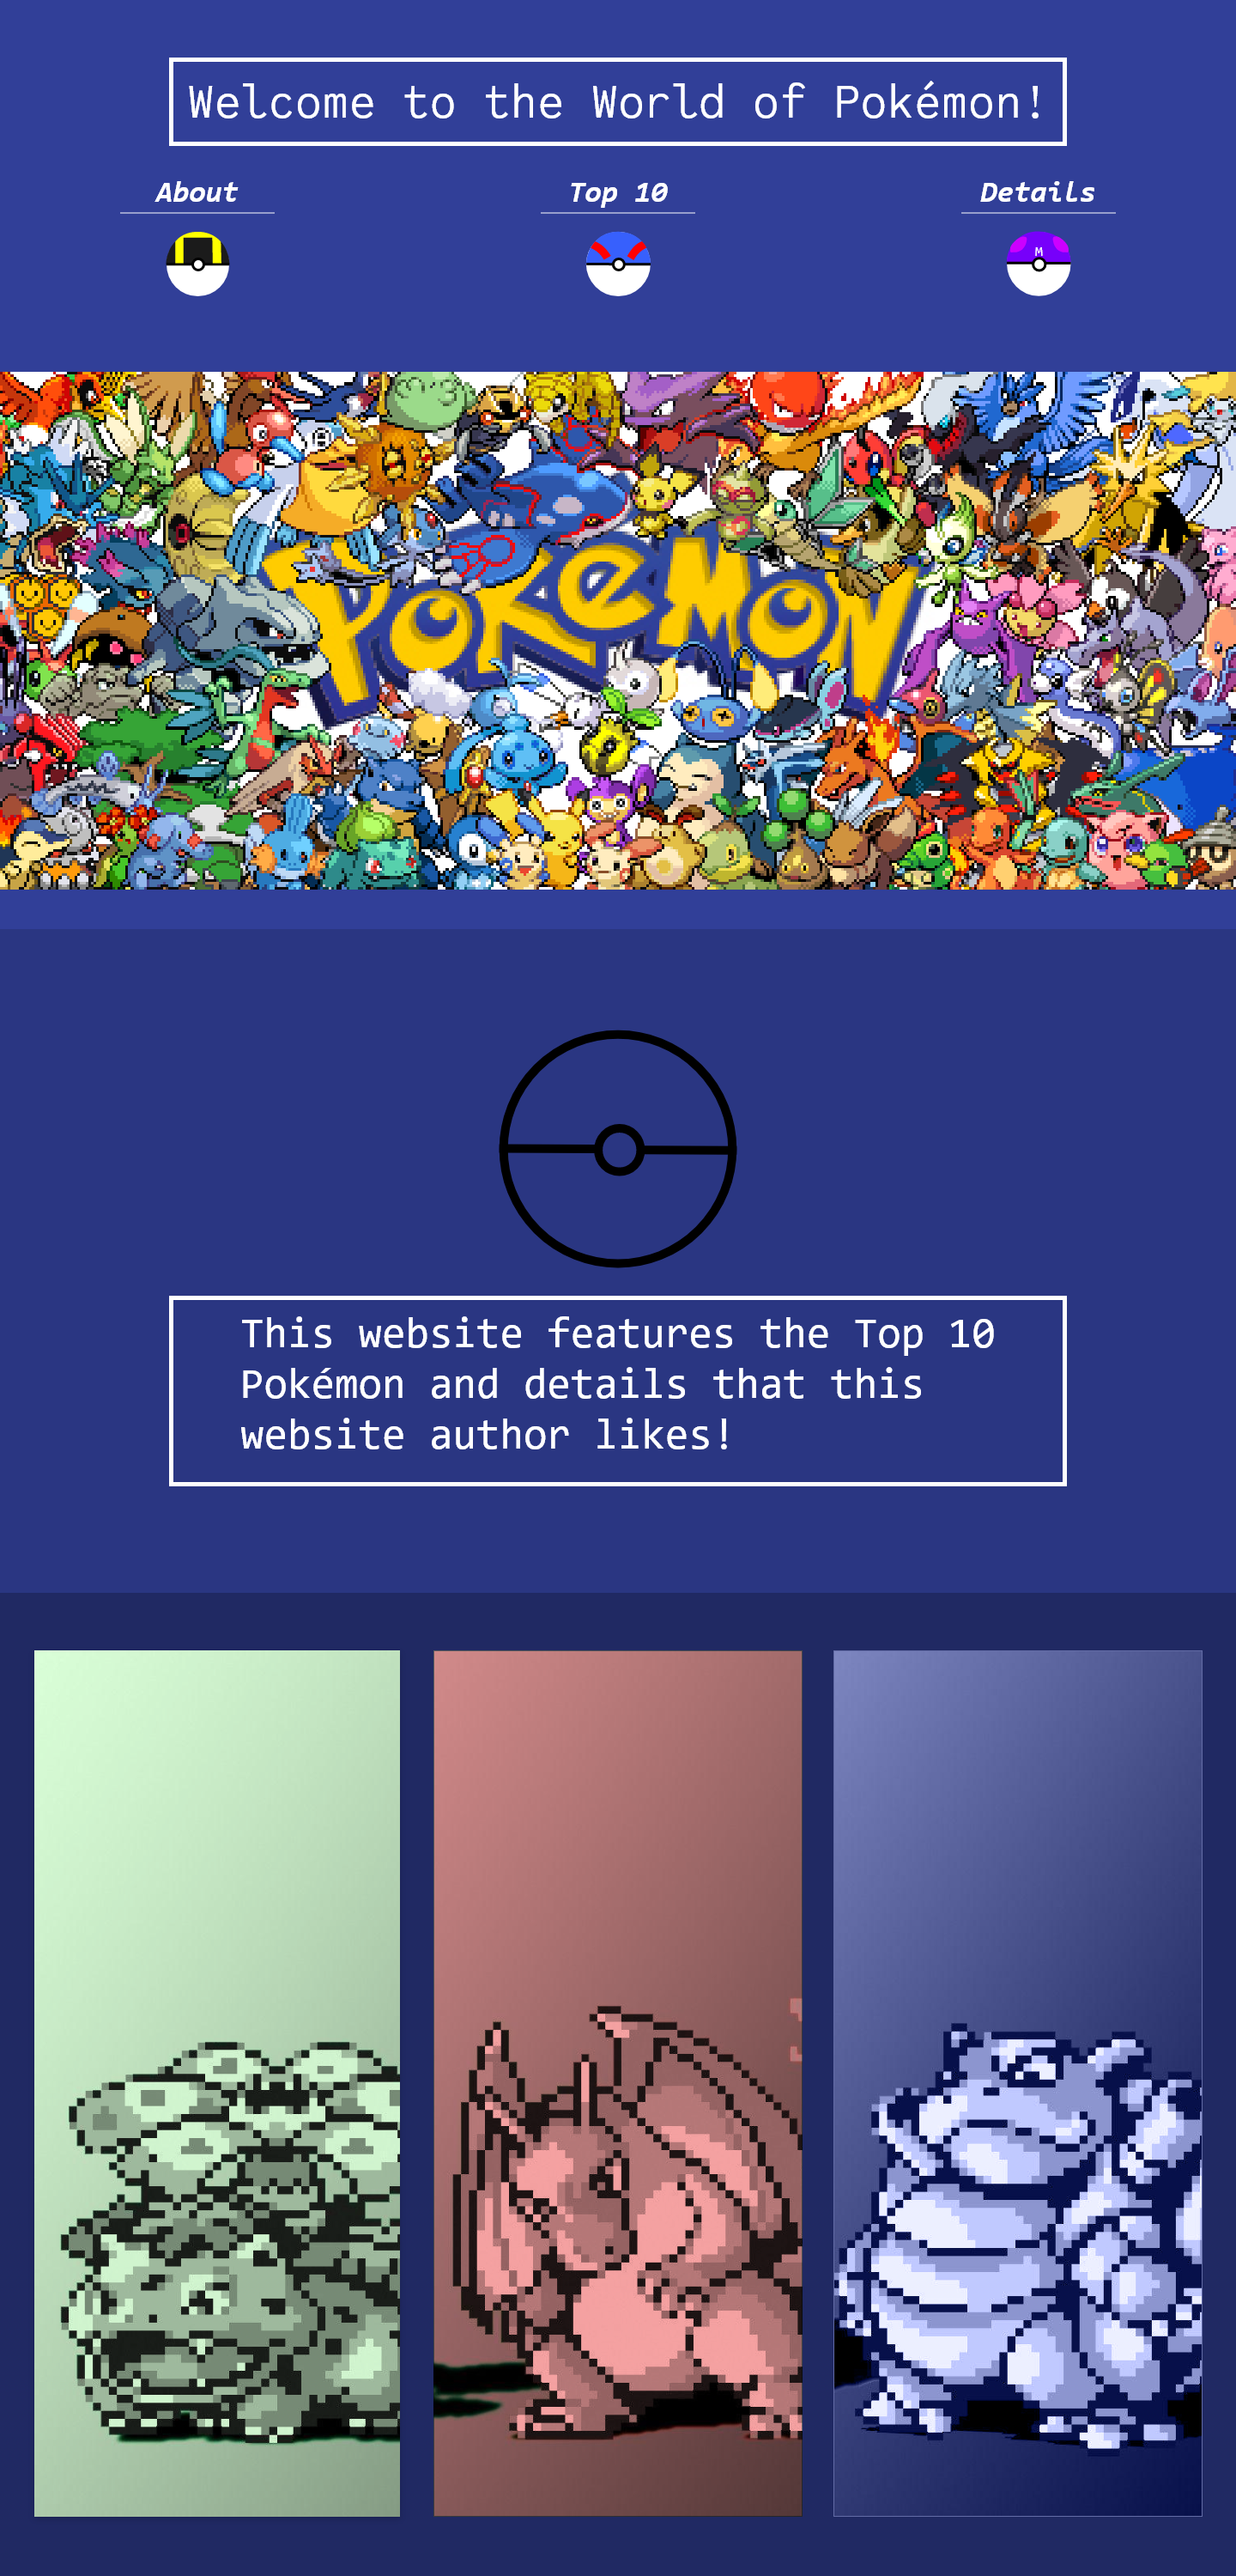 Welcome to the World of Pokémon!
About
Top 10
Details
M
POKéMON
This website features the Top 10
Pokémon and details that this
website author likes!